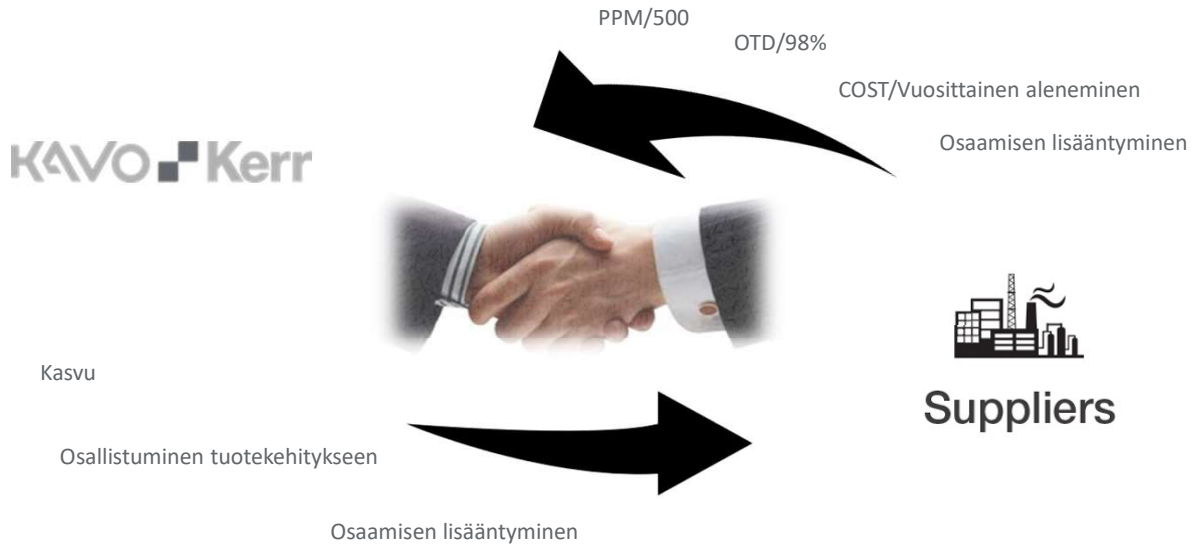 PPM/500
OTD/98%
COST/Vuosittainen aleneminen
Osaamisen lisääntyminen
KAVO Kerr
Suppliers
Kasvu
Osallistuminen tuotekehitykseen
Osaamisen lisääntyminen